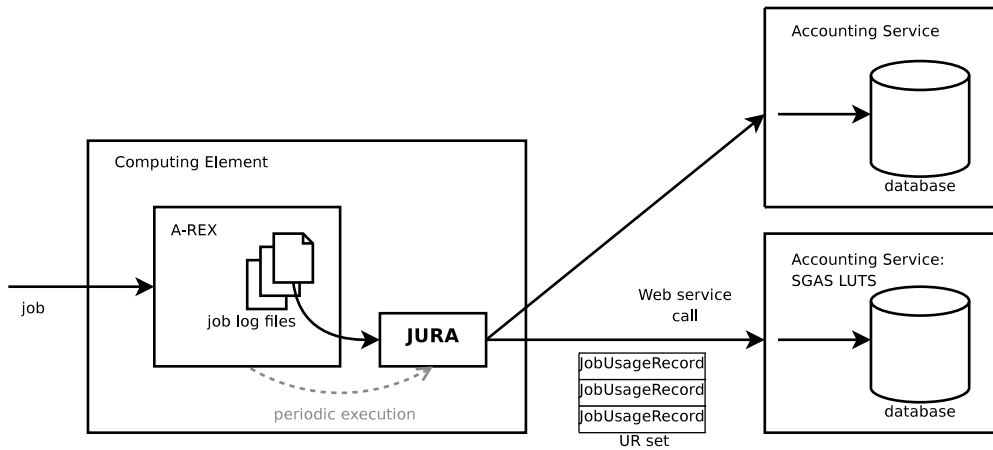 Accounting Service
database
Computing Element
A-REX
job log files
job
JURA
periodic execution
Web service
call
JobUsageRecord
JobUsageRecord
JobUsageRecord
UR set
Accounting Service:
SGAS LUTS
database